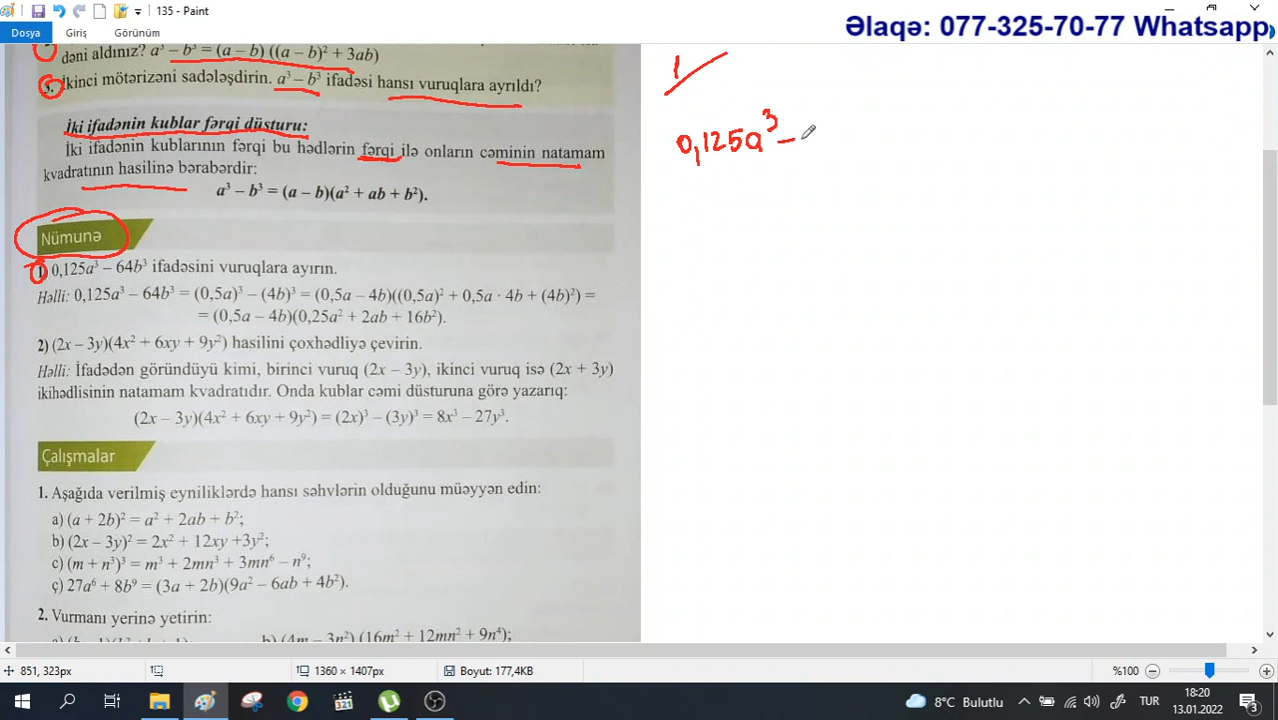 135 - Paint
Əlaqə: 077-325-70-77 Whatsapp
Dosya Giriş Görünüm
dəni aldınız? a³ – b³ = (a – b) ((a – b)² + 3ab)
3. İkinci mötərizəni sadələşdirin. a³ – b³ ifadəsi hansı vuruqlara ayrıldı?
İki ifadənin kublar fərqi düsturu:
İki ifadənin kublarının fərqi bu hədlərin fərqi ilə onların cəminin natamam
kvadratının hasilinə bərabərdir:
a³ – b³ = (a – b)(a² + ab + b²).
Nümunə
1) 0,125a³ – 64b³ ifadəsini vuruqlara ayırın.
Həlli: 0,125a³ – 64b³ = (0,5a)³ – (4b)³ = (0,5a – 4b)((0,5a)² + 0,5a · 4b + (4b)²) =
= (0,5a – 4b)(0,25a² + 2ab + 16b²).
2) (2x – 3y)(4x² + 6xy + 9y²) hasilini çoxhədliyə çevirin.
Həlli: İfadədən göründüyü kimi, birinci vuruq (2x – 3y), ikinci vuruq isə (2x + 3y)
ikihədlisinin natamam kvadratıdır. Onda kublar cəmi düsturuna görə yazarıq:
(2x – 3y)(4x² + 6xy + 9y²) = (2x)³ – (3y)³ = 8x³ – 27y³.
Çalışmalar
1. Aşağıda verilmiş eyniliklərdə hansı səhvlərin olduğunu müəyyən edin:
a) (a + 2b)² = a² + 2ab + b²;
b) (2x – 3y)² = 2x² + 12xy +3y²;
c) (m + n³)³ = m³ + 2mn³ + 3mn⁶ – n⁹;
ç) 27a⁶ + 8b⁹ = (3a + 2b)(9a² – 6ab + 4b²).
2. Vurmanı yerinə yetirin:
b) (4m – 3n²) (16m² + 12mn² + 9n⁴);
1
0,125a³ –
851, 323px 1360 × 1407px Boyut: 177,4KB %100
8°C Bulutlu TUR 18:20
13.01.2022 3